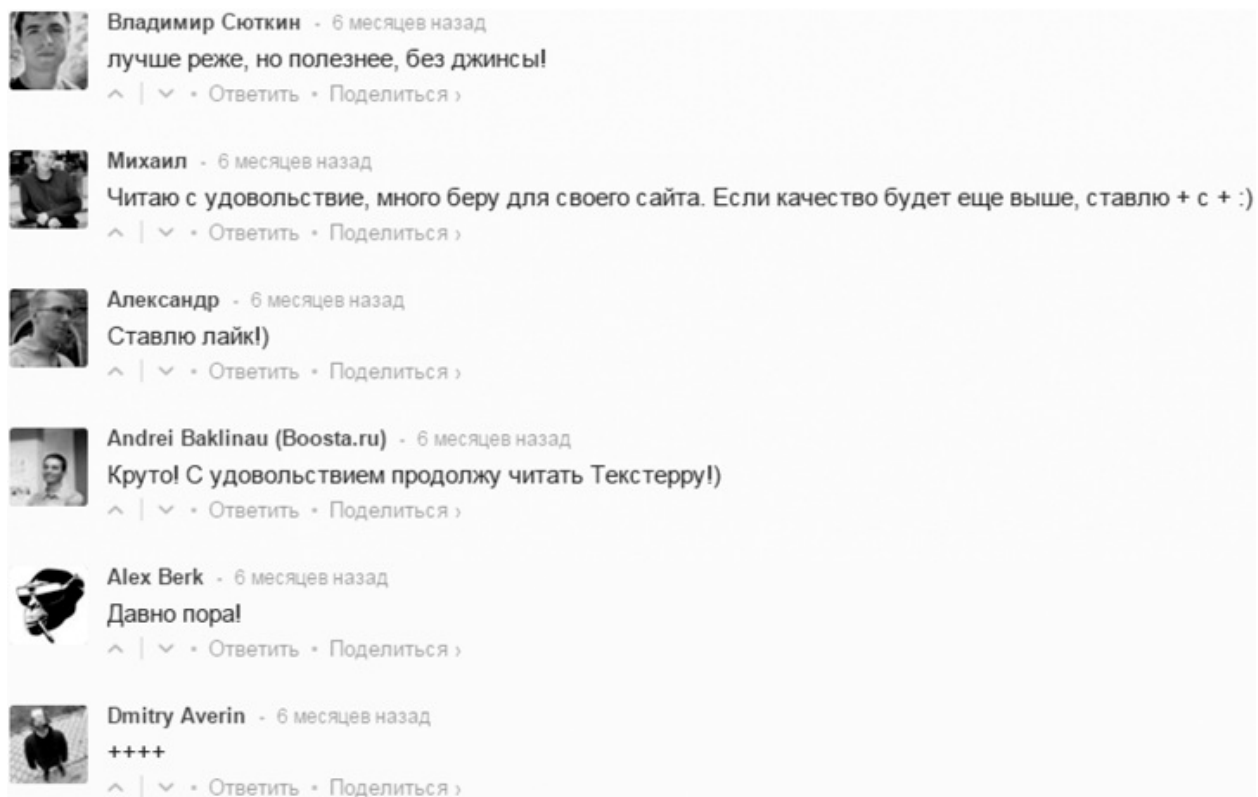 Владимир Сюткин • 6 месяцев назад
лучше реже, но полезнее, без джинсы!
Ответить • Поделиться ›
Михаил • 6 месяцев назад
Читаю с удовольствие, много беру для своего сайта. Если качество будет еще выше, ставлю + с + :)
Ответить • Поделиться ›
Александр • 6 месяцев назад
Ставлю лайк!)
Ответить • Поделиться ›
Andrei Baklinau (Boosta.ru) • 6 месяцев назад
Круто! С удовольствием продолжу читать Текстерру!)
Ответить • Поделиться ›
Alex Berk • 6 месяцев назад
Давно пора!
Ответить • Поделиться ›
Dmitry Averin • 6 месяцев назад
++++
Ответить • Поделиться ›